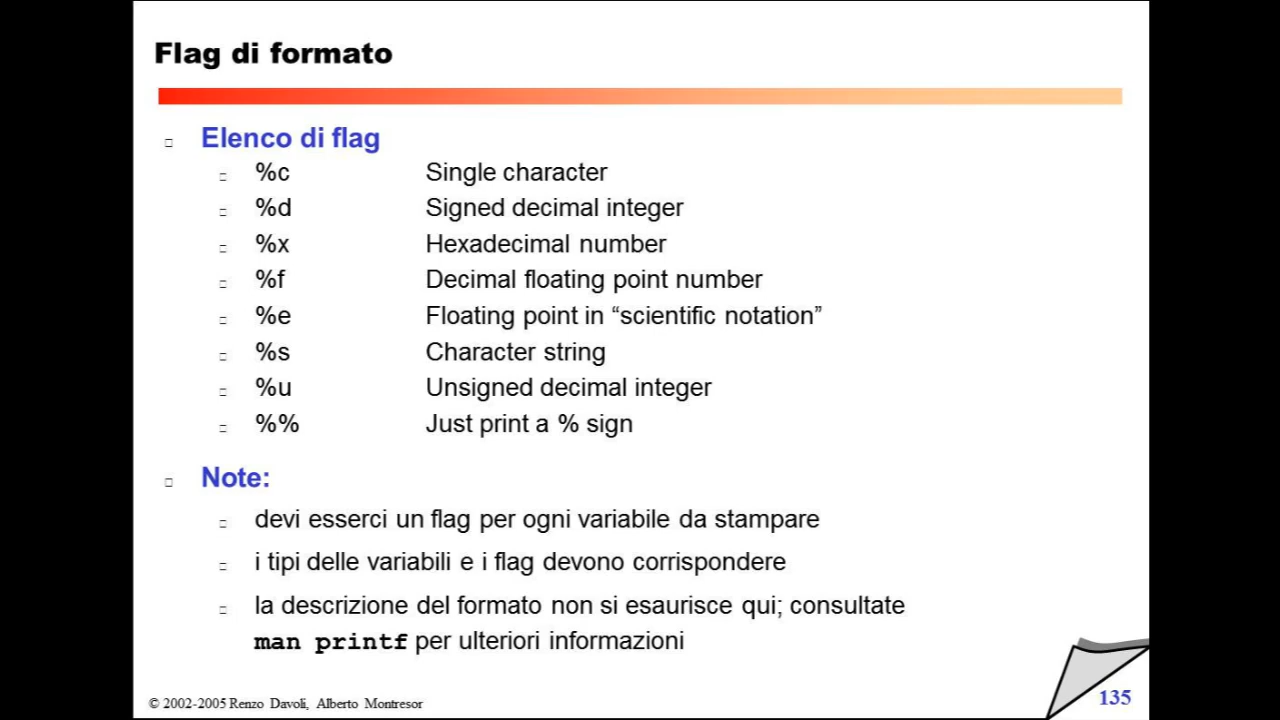 Flag di formato
Elenco di flag
%c Single character
%d Signed decimal integer
%x Hexadecimal number
%f Decimal floating point number
%e Floating point in “scientific notation”
%s Character string
%u Unsigned decimal integer
%% Just print a % sign
Note:
devi esserci un flag per ogni variabile da stampare
i tipi delle variabili e i flag devono corrispondere
la descrizione del formato non si esaurisce qui; consultate
man printf per ulteriori informazioni
© 2002-2005 Renzo Davoli, Alberto Montresor
135